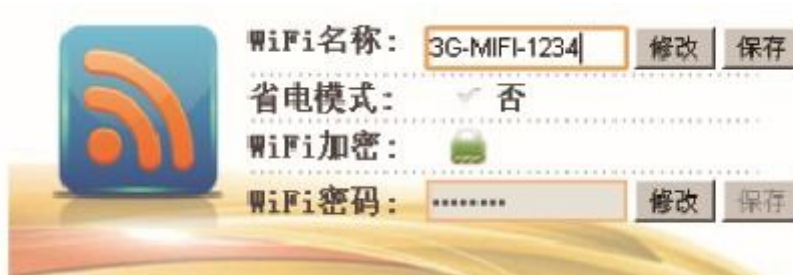 WiFi名称: 3G-MIFI-1234 修改 保存
省电模式: 否
WiFi加密:
WiFi密码: •••••••• 修改 保存